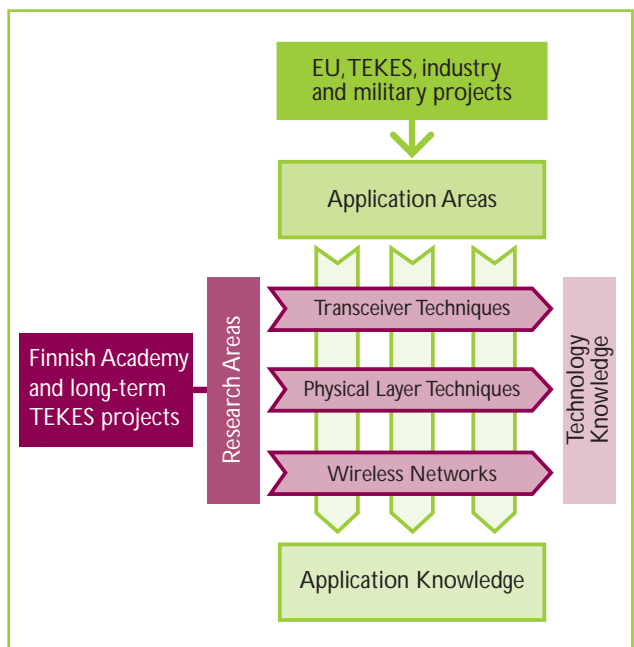 EU, TEKES, industry
and military projects
Application Areas
Transceiver Techniques
Physical Layer Techniques
Wireless Networks
Finnish Academy
and long-term
TEKES projects
Research Areas
Technology
Knowledge
Application Knowledge